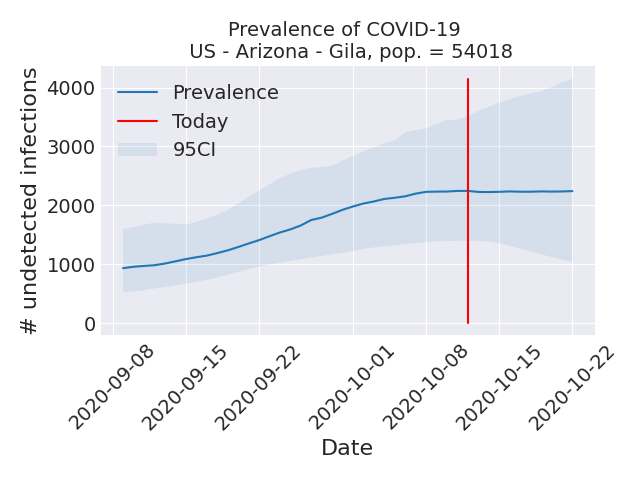 Prevalence of COVID-19
US - Arizona - Gila, pop. = 54018
# undetected infections
4000
3000
2000
1000
0
Prevalence
Today
95CI
2020-09-08
2020-09-15
2020-09-22
2020-10-01
2020-10-08
2020-10-15
2020-10-22
Date